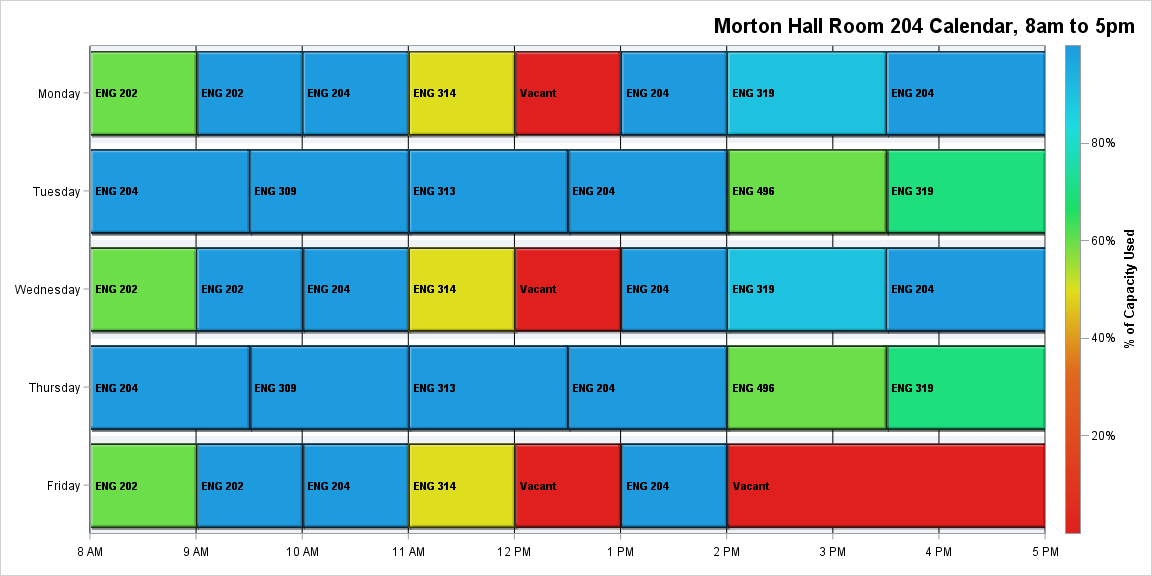 Morton Hall Room 204 Calendar, 8am to 5pm
Monday
ENG 202
ENG 202
ENG 204
ENG 314
Vacant
ENG 204
ENG 319
ENG 204
Tuesday
ENG 204
ENG 309
ENG 313
ENG 204
ENG 496
ENG 319
Wednesday
ENG 202
ENG 202
ENG 204
ENG 314
Vacant
ENG 204
ENG 319
ENG 204
Thursday
ENG 204
ENG 309
ENG 313
ENG 204
ENG 496
ENG 319
Friday
ENG 202
ENG 202
ENG 204
ENG 314
Vacant
ENG 204
Vacant
8 AM
9 AM
10 AM
11 AM
12 PM
1 PM
2 PM
3 PM
4 PM
5 PM
80%
60%
40%
20%
% of Capacity Used